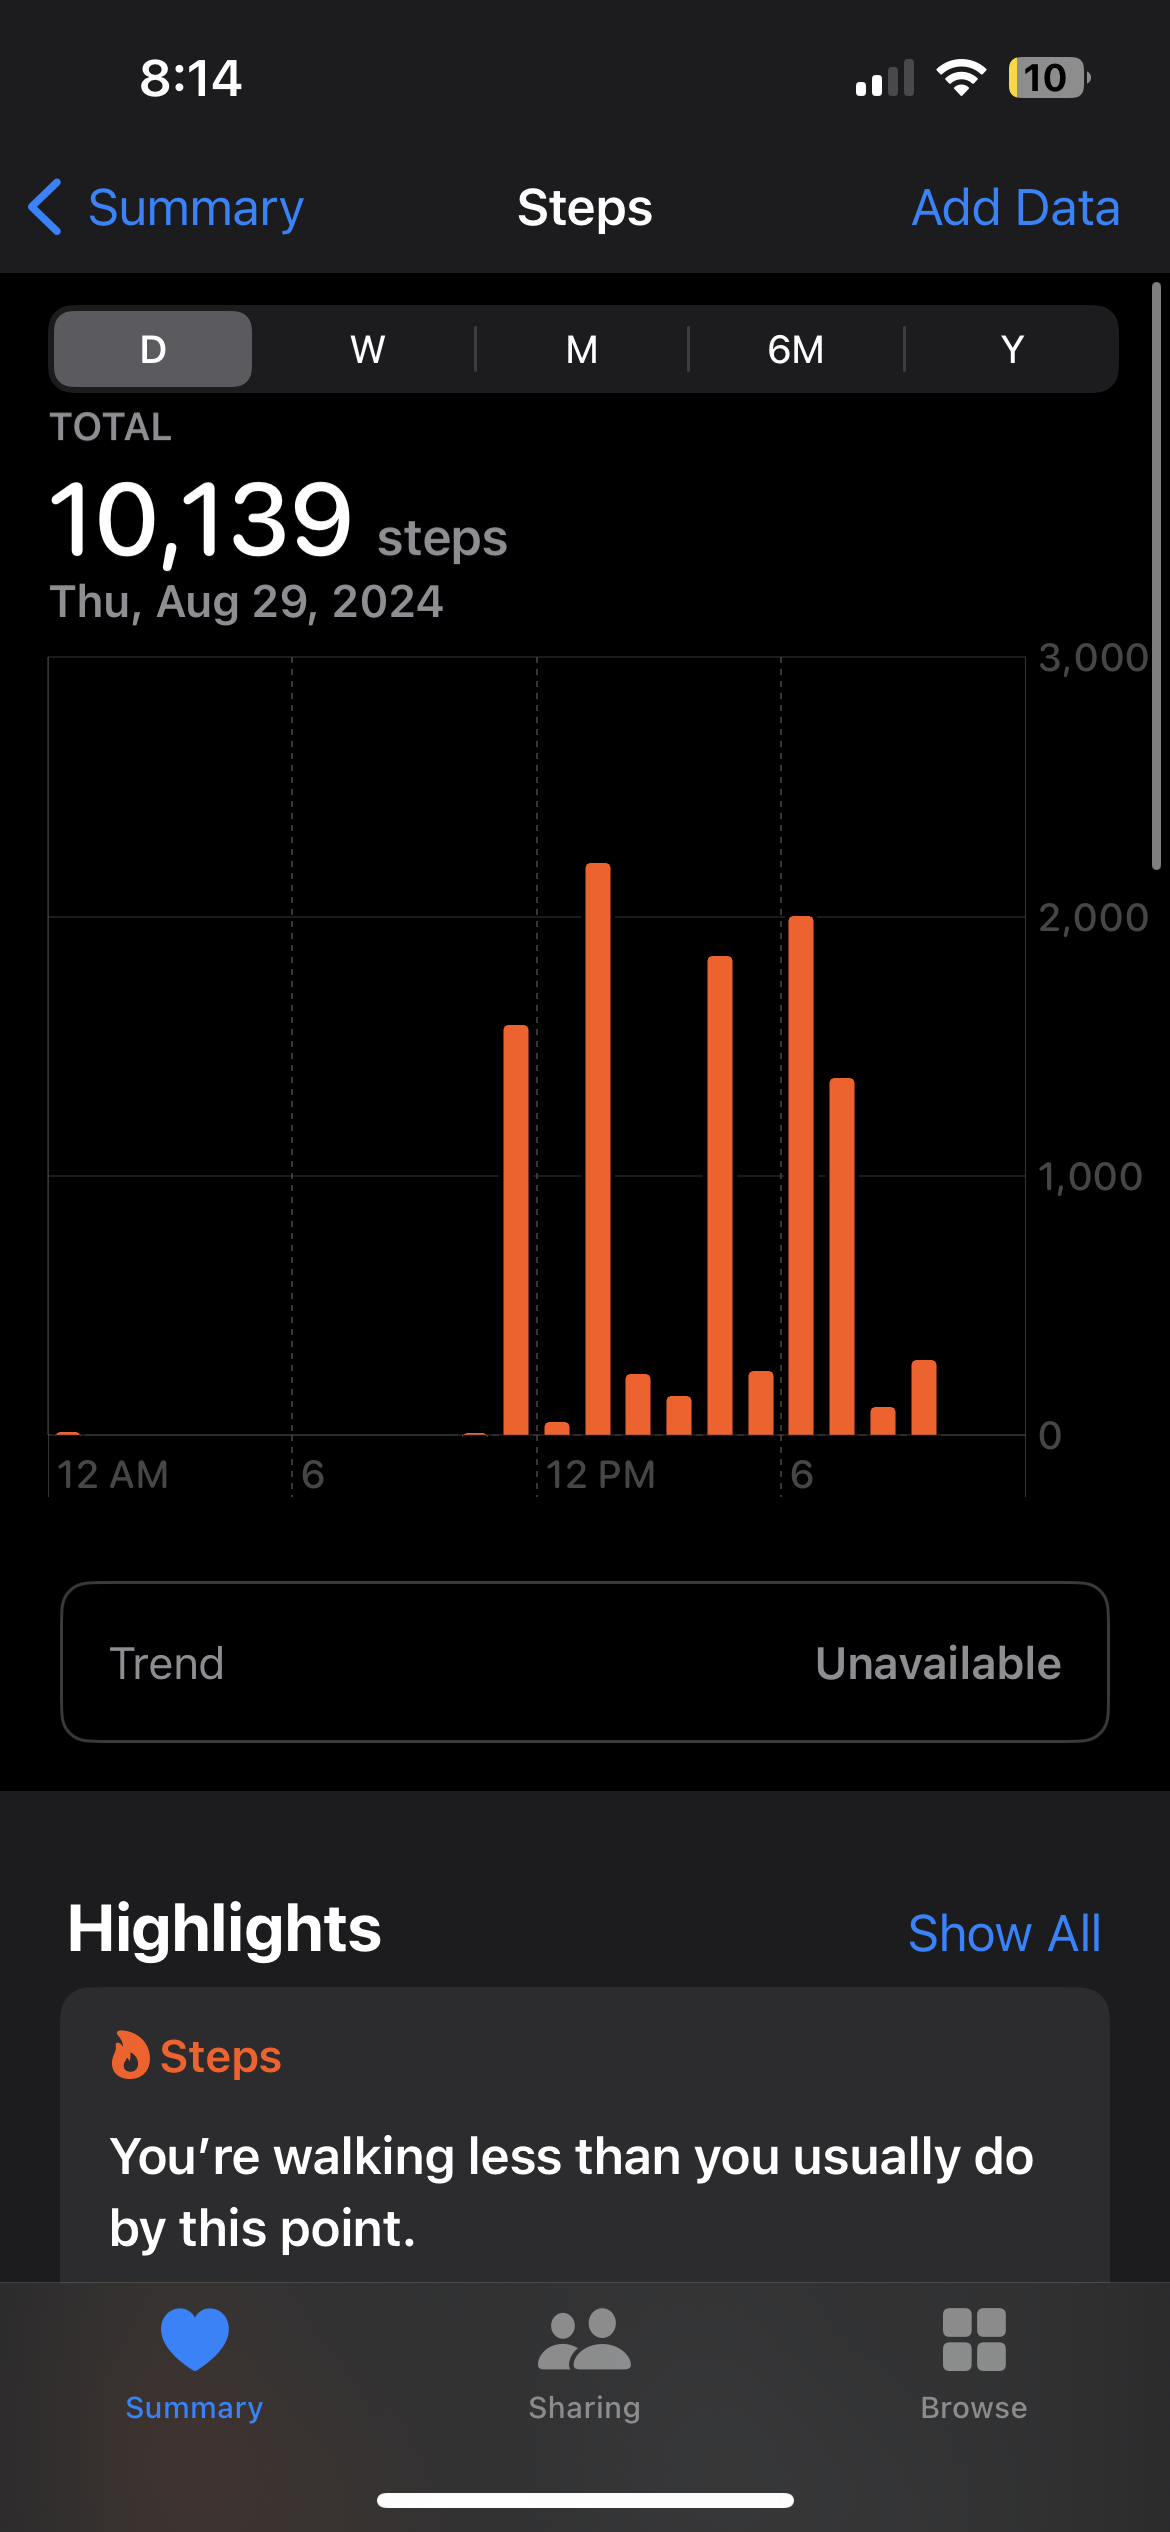 8:14
10
Summary
Steps
Add Data
D
W
M
6M
Y
TOTAL
10,139 steps
Thu, Aug 29, 2024
3,000
2,000
1,000
0
12 AM
6
12 PM
6
Trend
Unavailable
Highlights
Show All
Steps
You’re walking less than you usually do
by this point.
Summary
Sharing
Browse